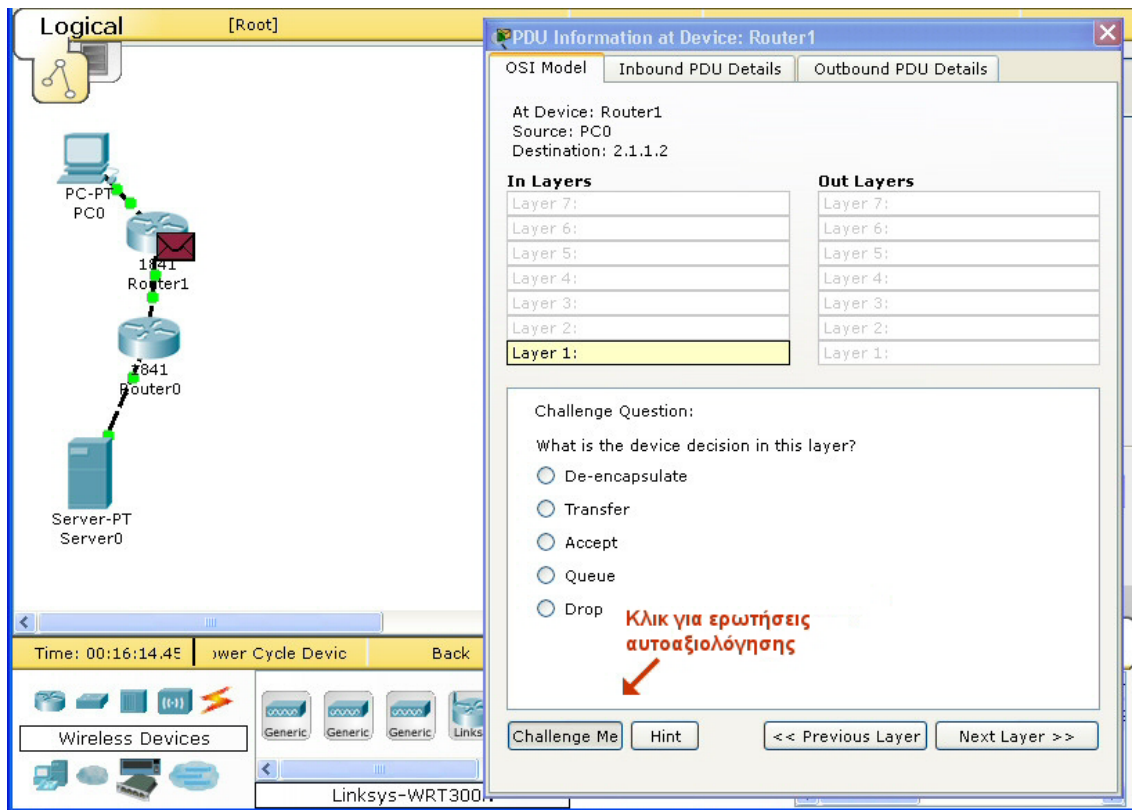 Logical
[Root]
PC-PT
PC0
1841
Router1
1841
Router0
Server-PT
Server0
Time: 00:16:14.45
ower Cycle Devic
Back
Wireless Devices
Generic
Generic
Generic
Links
Linksys-WRT300N
PDU Information at Device: Router1
OSI Model
Inbound PDU Details
Outbound PDU Details
At Device: Router1
Source: PC0
Destination: 2.1.1.2
In Layers
Out Layers
Layer 7:
Layer 7:
Layer 6:
Layer 6:
Layer 5:
Layer 5:
Layer 4:
Layer 4:
Layer 3:
Layer 3:
Layer 2:
Layer 2:
Layer 1:
Layer 1:
Challenge Question:
What is the device decision in this layer?
De-encapsulate
Transfer
Accept
Queue
Drop
Κλικ για ερωτήσεις
αυτοαξιολόγησης
Challenge Me
Hint
<< Previous Layer
Next Layer >>